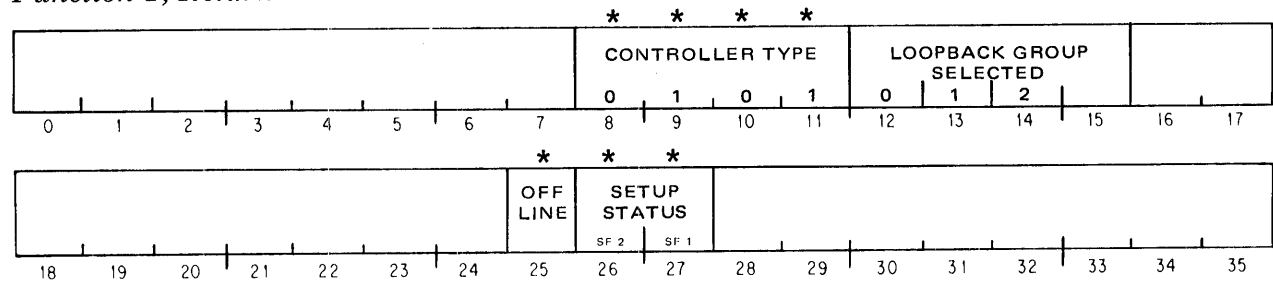 Function 1,
* * * *
CONTROLLER TYPE LOOPBACK GROUP
SELECTED
0 1 0 1 0 1 2
0 1 2 3 4 5 6 7 8 9 10 11 12 13 14 15 16 17
* * *
OFF SETUP
LINE STATUS
SF 2 SF 1
18 19 20 21 22 23 24 25 26 27 28 29 30 31 32 33 34 35